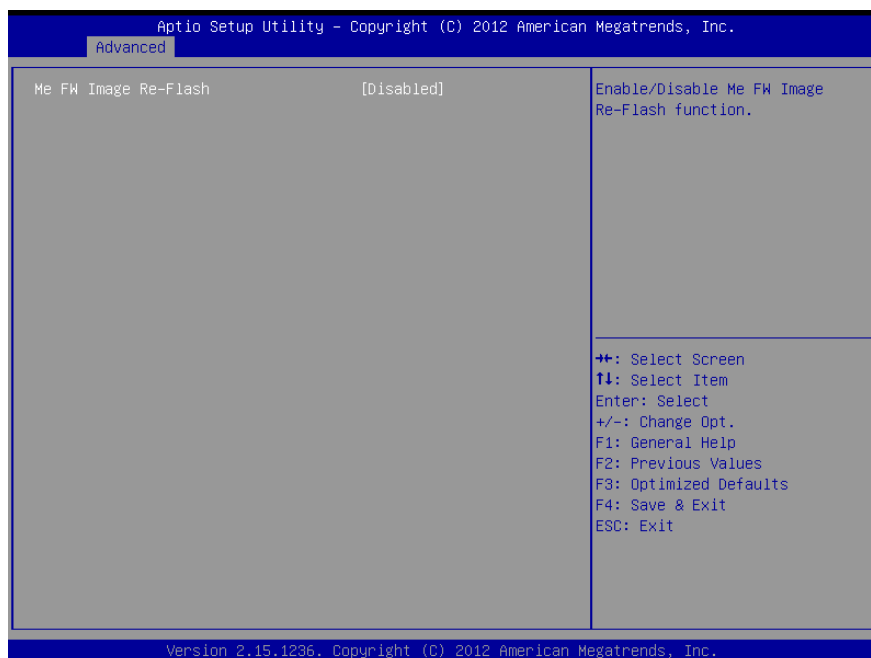 Aptio Setup Utility – Copyright (C) 2012 American Megatrends, Inc.
Advanced
Me FW Image Re-Flash [Disabled]
Enable/Disable Me FW Image
Re-Flash function.
→←: Select Screen
↑↓: Select Item
Enter: Select
+/-: Change Opt.
F1: General Help
F2: Previous Values
F3: Optimized Defaults
F4: Save & Exit
ESC: Exit
Version 2.15.1236. Copyright (C) 2012 American Megatrends, Inc.